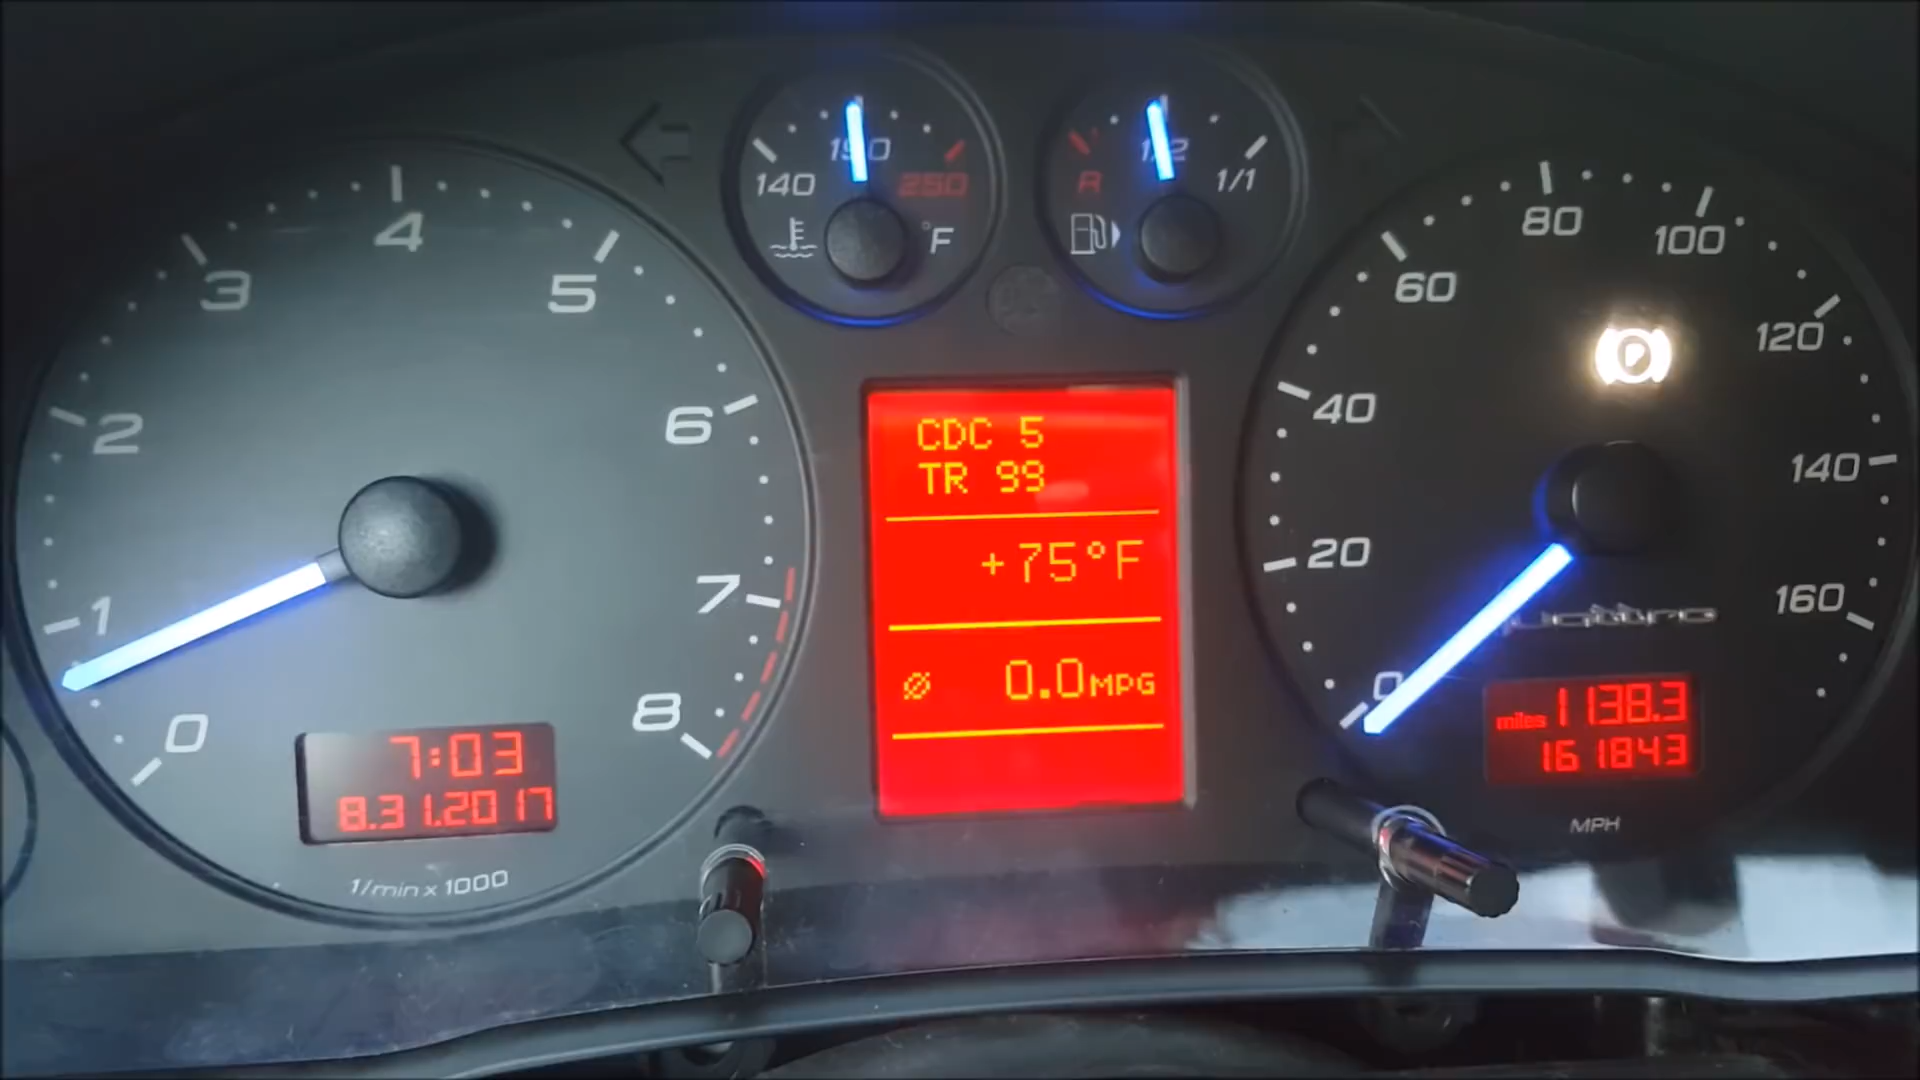 140
190
250
°F
R
1/2
1/1
0
1
2
3
4
5
6
7
8
7:03
8.31.2017
1/min x 1000
CDC 5
TR 99
+75°F
Ø 0.0MPG
0
20
40
60
80
100
120
140
160
P
quattro
miles 1138.3
161843
MPH